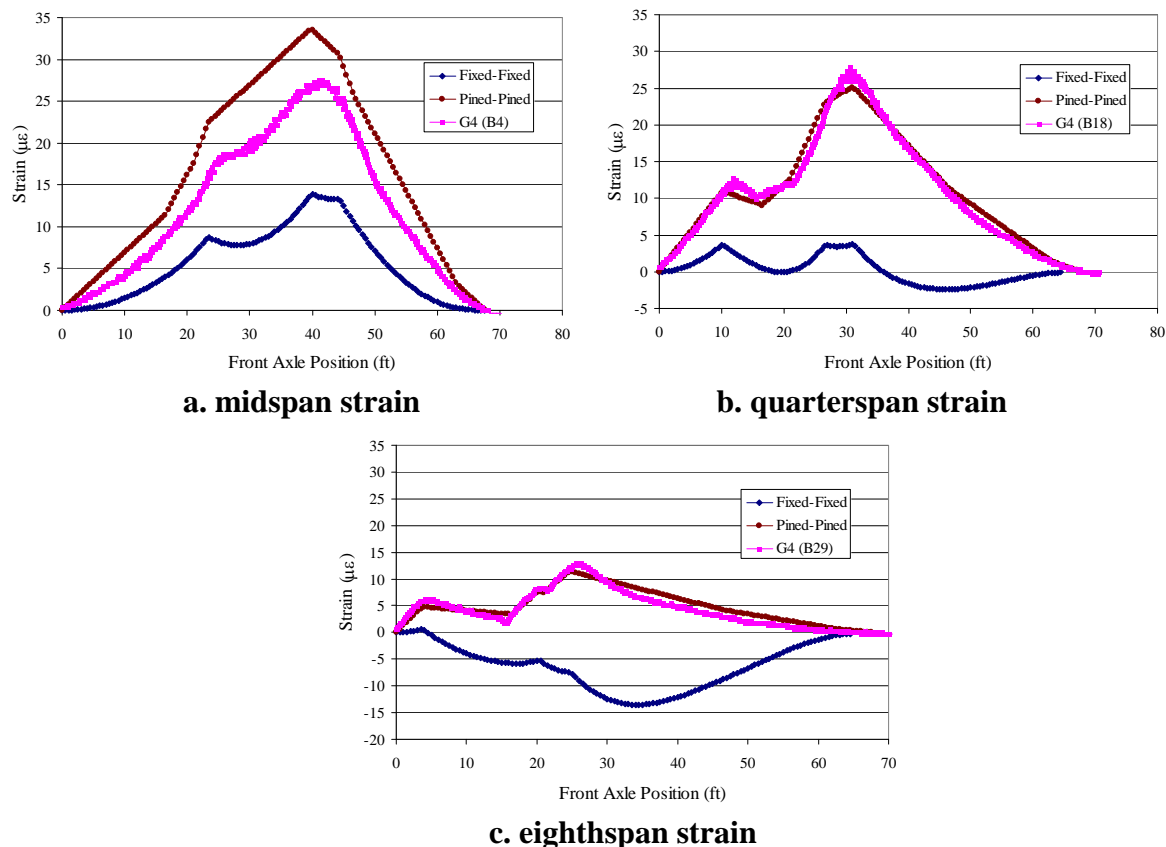 35
30
25
20
15
10
5
0
Strain (με)
Fixed-Fixed
Pined-Pined
G4 (B4)
0 10 20 30 40 50 60 70 80
Front Axle Position (ft)
a. midspan strain
35
30
25
20
15
10
5
0
-5
Strain (με)
Fixed-Fixed
Pined-Pined
G4 (B18)
0 10 20 30 40 50 60 70 80
Front Axle Position (ft)
b. quarterspan strain
35
30
25
20
15
10
5
0
-5
-10
-15
-20
Strain (με)
Fixed-Fixed
Pined-Pined
G4 (B29)
0 10 20 30 40 50 60 70
Front Axle Position (ft)
c. eighthspan strain